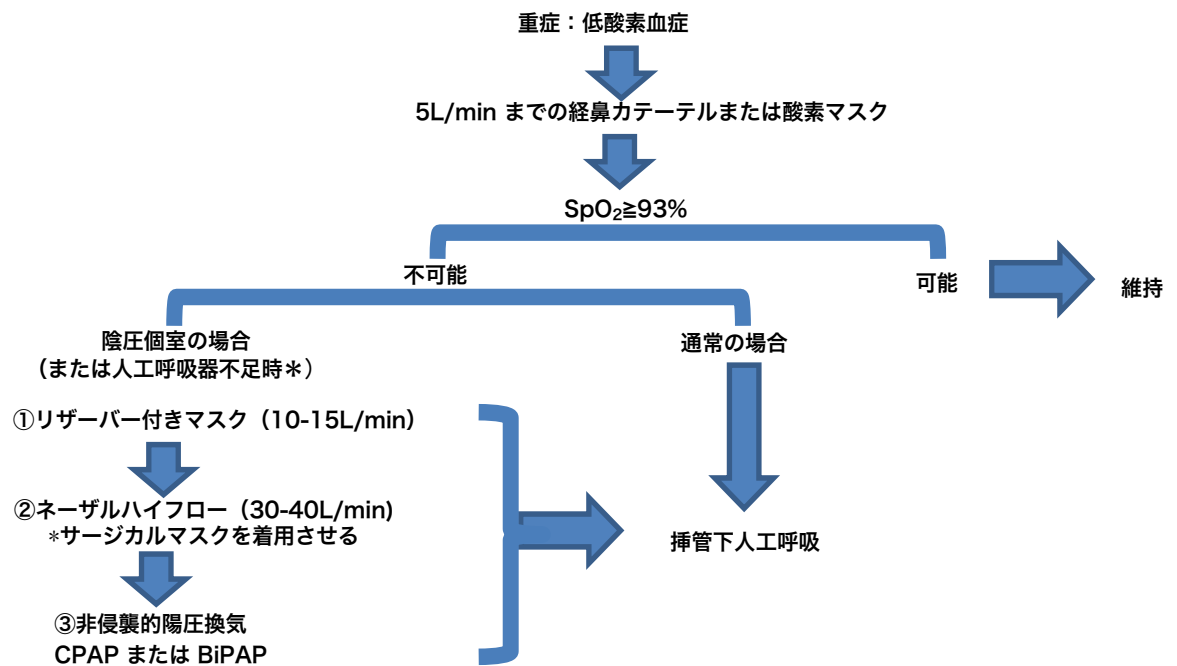 重症：低酸素血症
5L/min までの経鼻カテーテルまたは酸素マスク
SpO₂≧93%
不可能
可能
維持
陰圧個室の場合
（または人工呼吸器不足時＊）
通常の場合
①リザーバー付きマスク（10-15L/min）
②ネーザルハイフロー（30-40L/min)
*サージカルマスクを着用させる
挿管下人工呼吸
③非侵襲的陽圧換気
CPAP または BiPAP